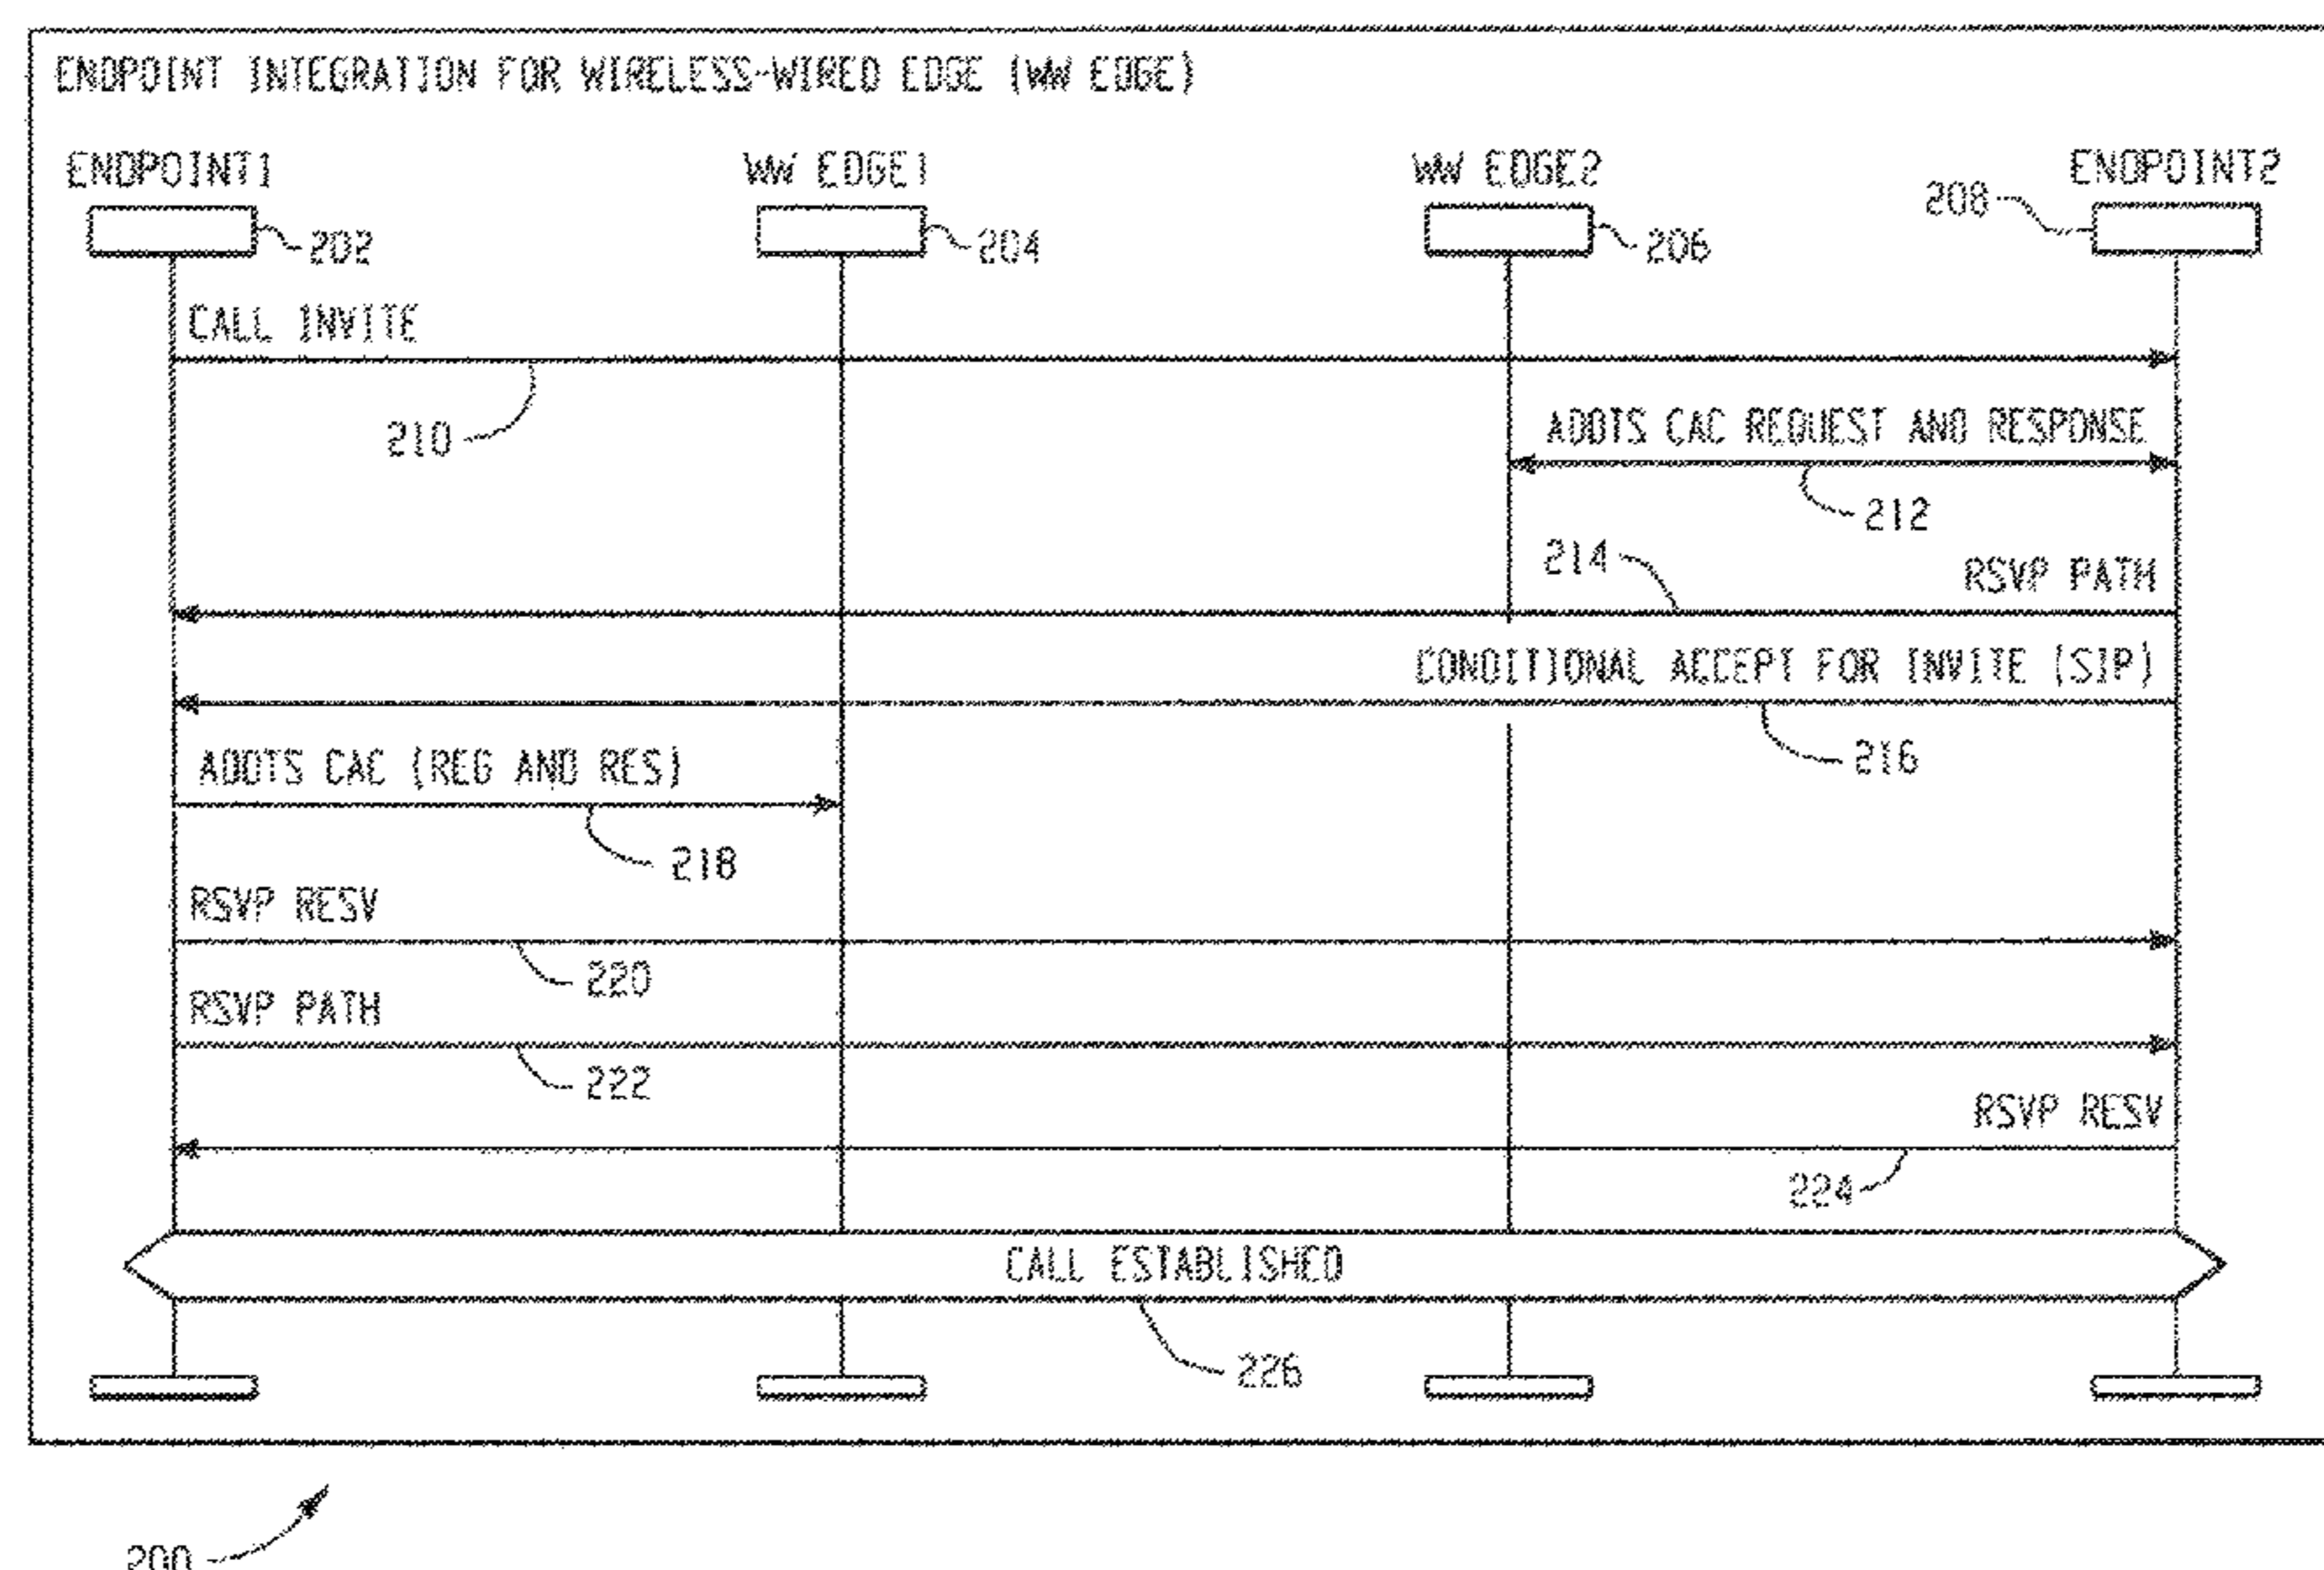 ENDPOINT INTEGRATION FOR WIRELESS-WIRED EDGE (WW EDGE)
ENDPOINT1 WW EDGE1 WW EDGE2 ENDPOINT2
202 204 206 208
CALL INVITE
210
ADDTS CAC REQUEST AND RESPONSE
212
214 RSVP PATH
CONDITIONAL ACCEPT FOR INVITE (SIP)
216
ADDTS CAC (REG AND RES)
218
RSVP RESV
220
RSVP PATH
222
RSVP RESV
224
CALL ESTABLISHED
226
200